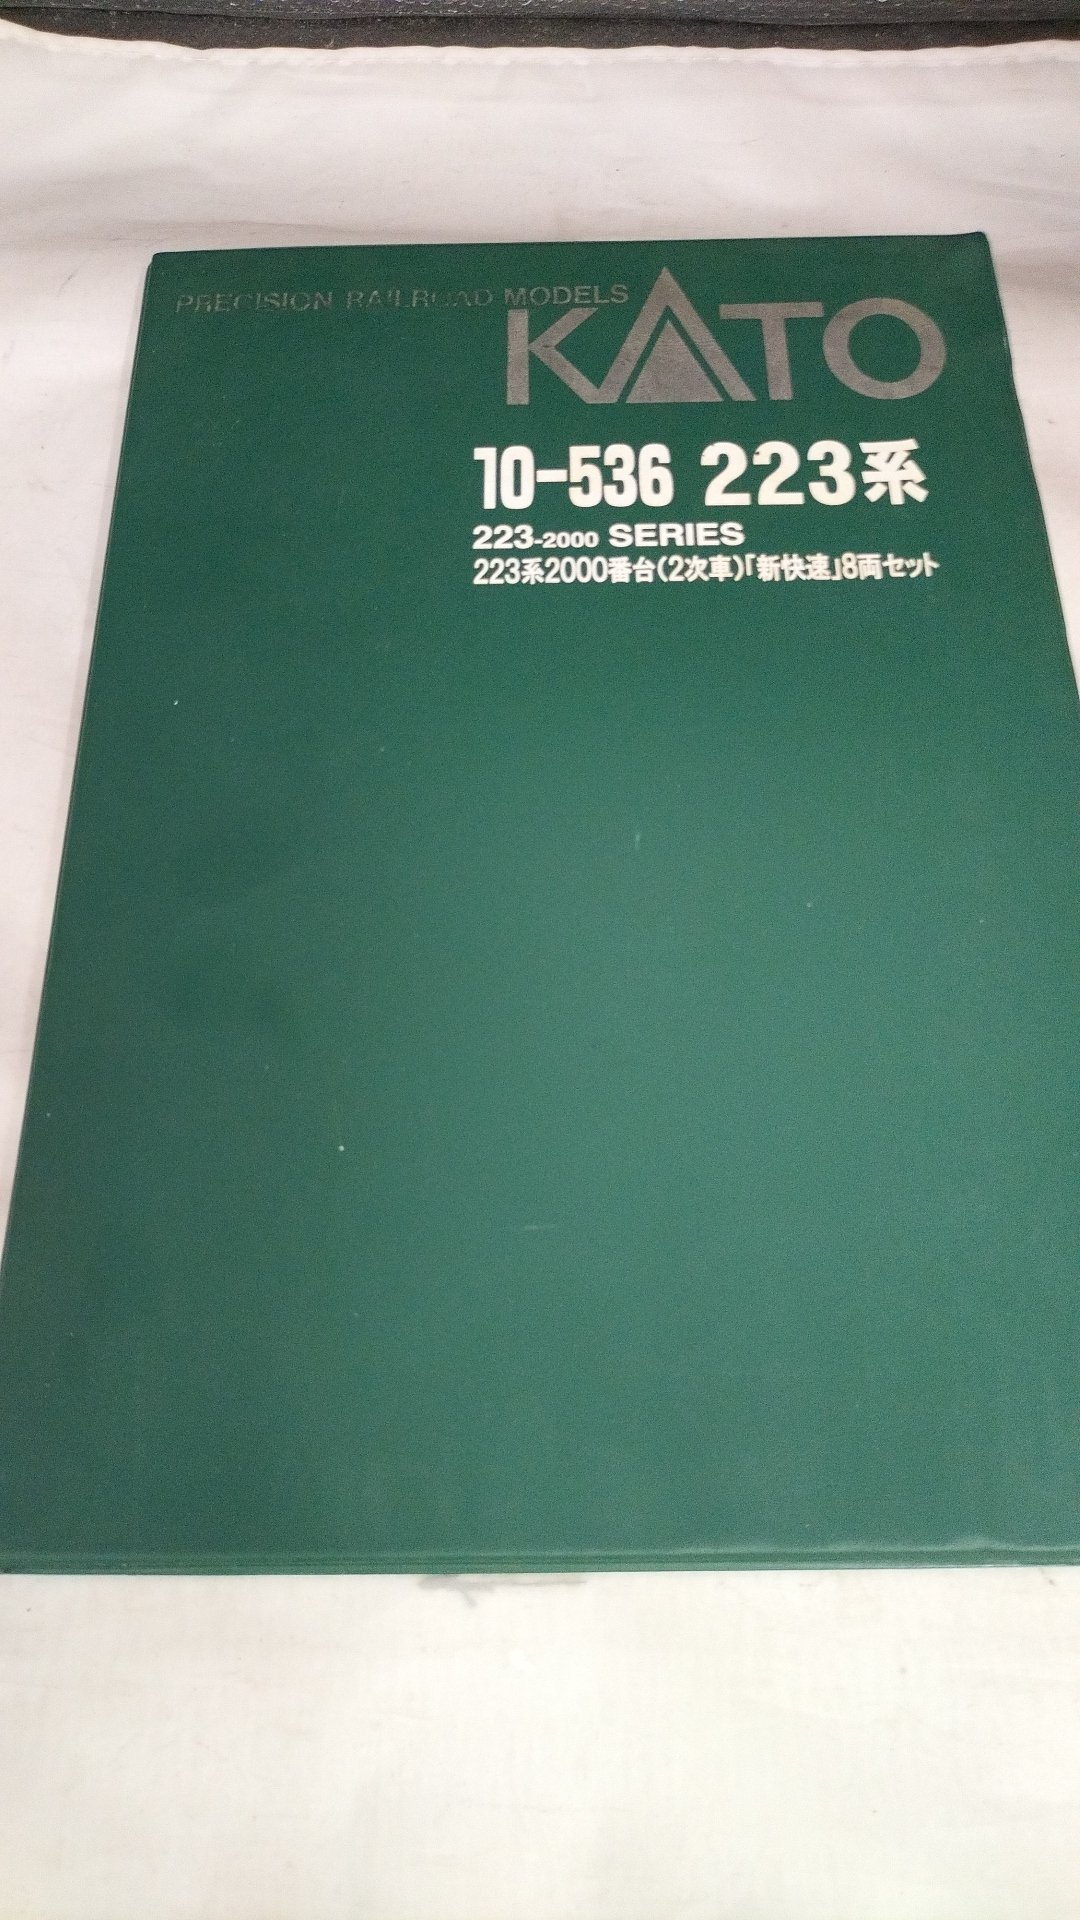 PRECISION RAILROAD MODELS
KATO
10-536 223系
223-2000 SERIES
223系2000番台(2次車)「新快速」8両セット